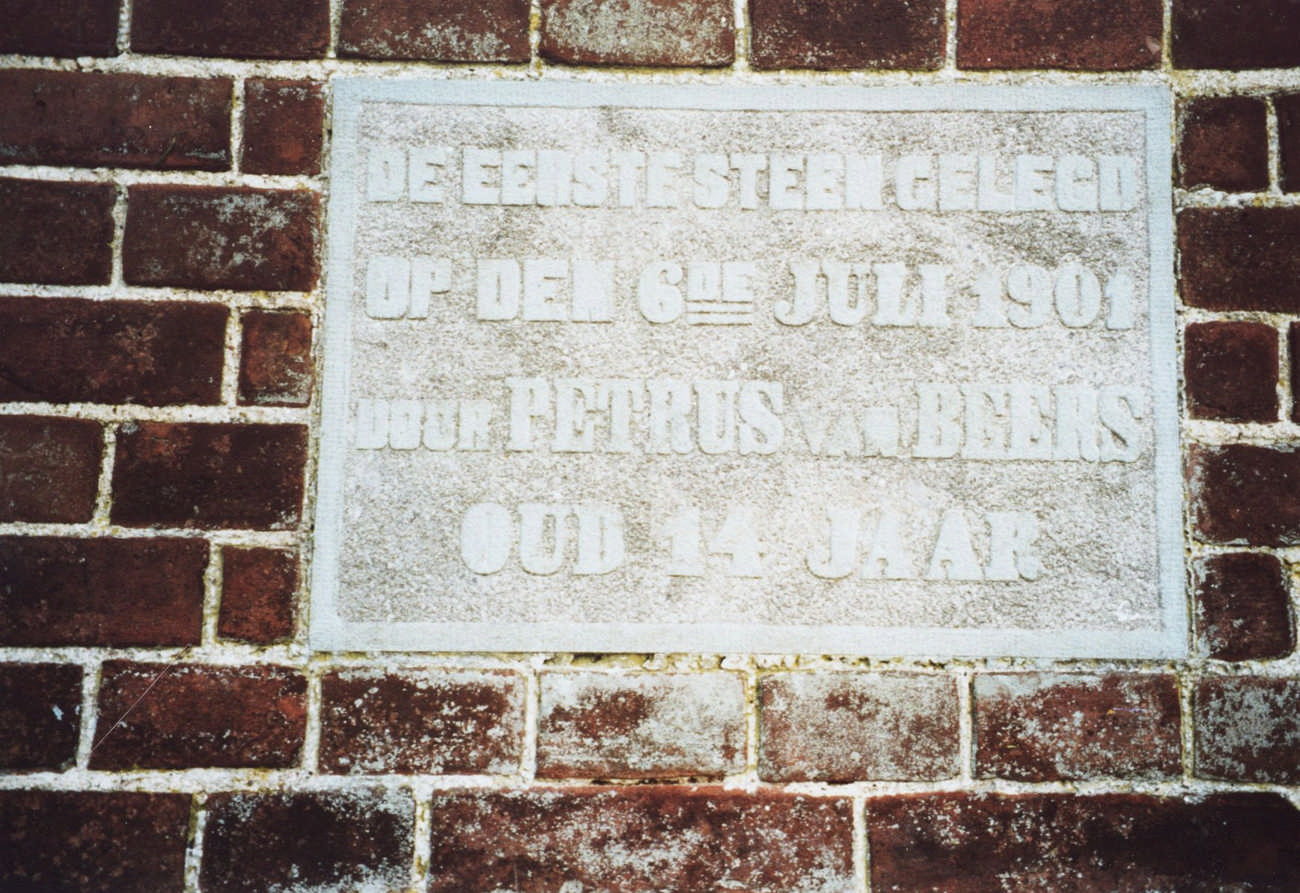 DE EERSTE STEEN GELEGD
OP DEN 6DE JULI 1901
DOOR PETRUS VAN BEERS
OUD 14 JAAR